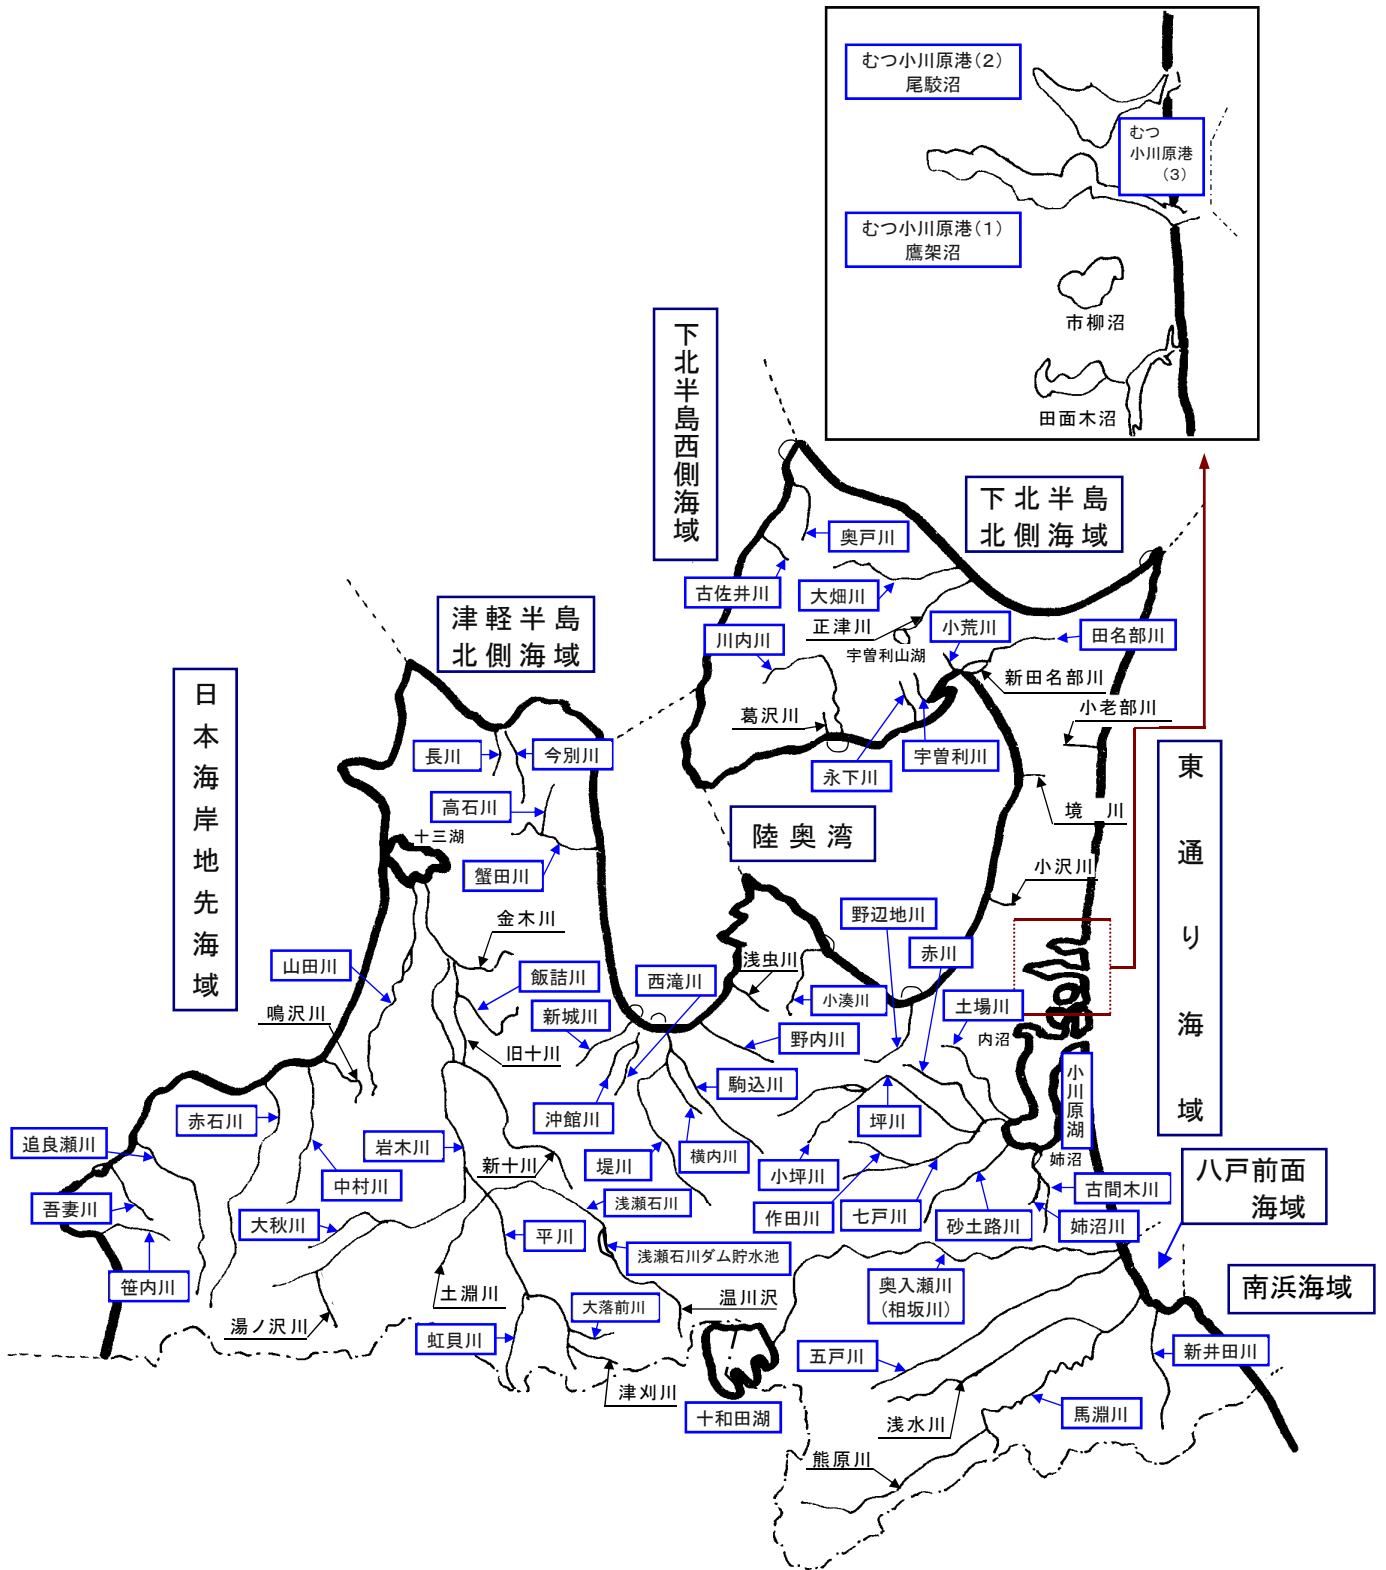 むつ小川原港(2)
尾駮沼
むつ
小川原港
(3)
むつ小川原港(1)
鷹架沼
市柳沼
田面木沼
下北半島西側海域
下北半島
北側海域
奥戸川
古佐井川
大畑川
正津川
小荒川
田名部川
川内川
宇曽利山湖
新田名部川
葛沢川
小老部川
永下川
宇曽利川
津軽半島
北側海域
日本海岸地先海域
東通り海域
長川
今別川
高石川
十三湖
蟹田川
陸奥湾
境川
小沢川
金木川
野辺地川
赤川
山田川
飯詰川
西滝川
浅虫川
小湊川
土場川
鳴沢川
新城川
野内川
内沼
旧十川
駒込川
小川原湖
赤石川
沖館川
坪川
追良瀬川
岩木川
新十川
堤川
横内川
小坪川
姉沼
八戸前面
海域
中村川
古間木川
吾妻川
大秋川
浅瀬石川
作田川
七戸川
砂土路川
姉沼川
平川
浅瀬石川ダム貯水池
笹内川
土淵川
大落前川
温川沢
奥入瀬川
(相坂川)
南浜海域
湯ノ沢川
虹貝川
五戸川
新井田川
津刈川
十和田湖
浅水川
馬淵川
熊原川